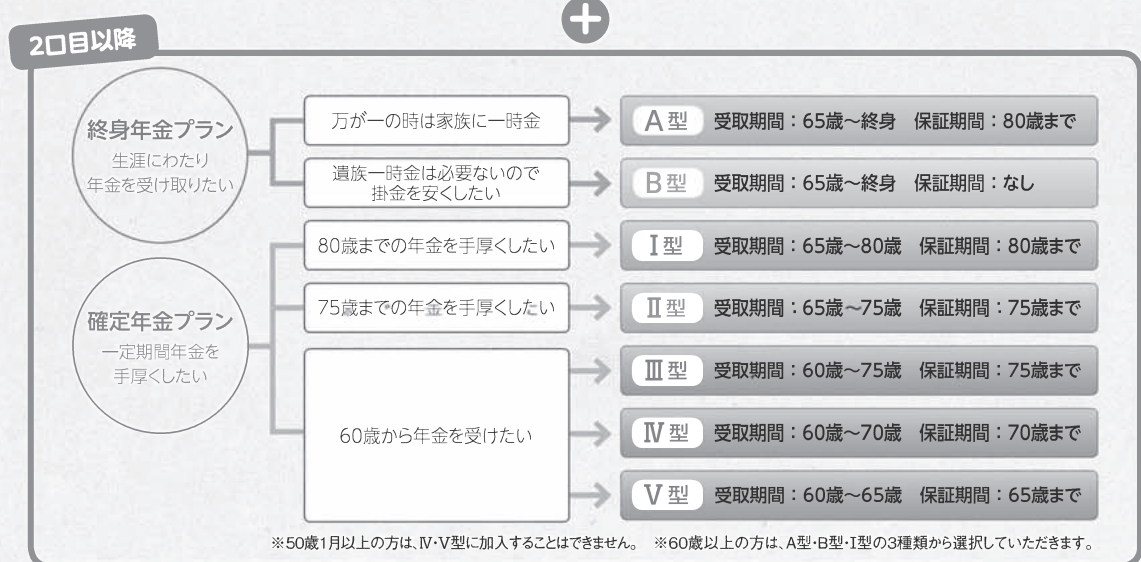 2口目以降
終身年金プラン
生涯にわたり
年金を受け取りたい
万が一の時は家族に一時金
A型 受取期間：65歳～終身 保証期間：80歳まで
遺族一時金は必要ないので
掛金を安くしたい
B型 受取期間：65歳～終身 保証期間：なし
確定年金プラン
一定期間年金を
手厚くしたい
80歳までの年金を手厚くしたい
Ⅰ型 受取期間：65歳～80歳 保証期間：80歳まで
75歳までの年金を手厚くしたい
Ⅱ型 受取期間：65歳～75歳 保証期間：75歳まで
60歳から年金を受けたい
Ⅲ型 受取期間：60歳～75歳 保証期間：75歳まで
Ⅳ型 受取期間：60歳～70歳 保証期間：70歳まで
Ⅴ型 受取期間：60歳～65歳 保証期間：65歳まで
※50歳1月以上の方は、Ⅳ・Ⅴ型に加入することはできません。 ※60歳以上の方は、A型・B型・Ⅰ型の3種類から選択していただきます。